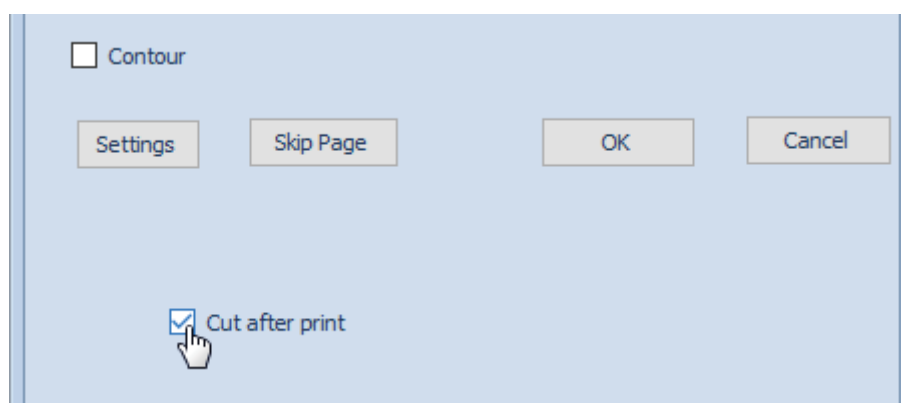 Contour
Settings
Skip Page
OK
Cancel
Cut after print